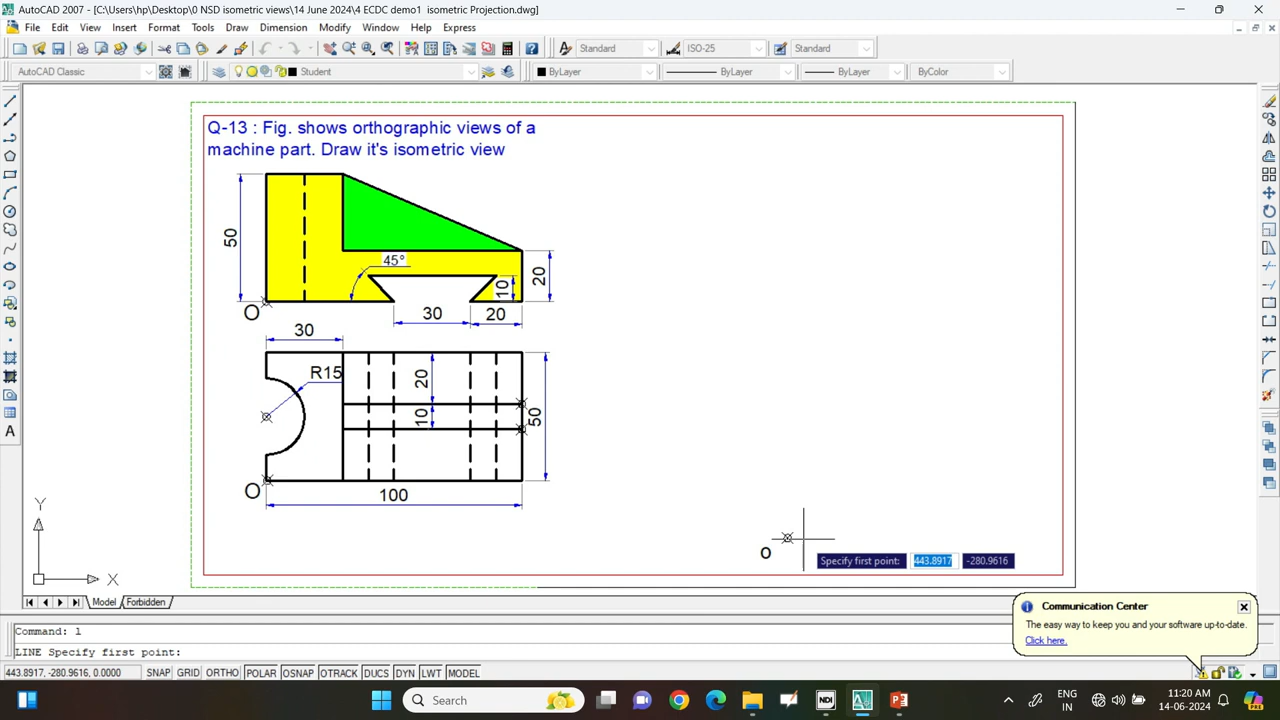 AutoCAD 2007 - [C:\Users\hp\Desktop\0 NSD isometric views\14 June 2024\4 ECDC demo1 isometric Projection.dwg]
File Edit View Insert Format Tools Draw Dimension Modify Window Help Express
Standard ISO-25 Standard
AutoCAD Classic Student ByLayer ByLayer ByLayer ByColor
Q-13 : Fig. shows orthographic views of a
machine part. Draw it's isometric view
50
45°
10
20
O
30
20
30
R15
20
10
50
O
100
o
Specify first point: 443.8917 -280.9616
Y
X
Model Forbidden
Communication Center
The easy way to keep you and your software up-to-date.
Click here.
Command: l
LINE Specify first point:
443.8917, -280.9616, 0.0000 SNAP GRID ORTHO POLAR OSNAP OTRACK DUCS DYN LWT MODEL
Search
ENG
IN
11:20 AM
14-06-2024